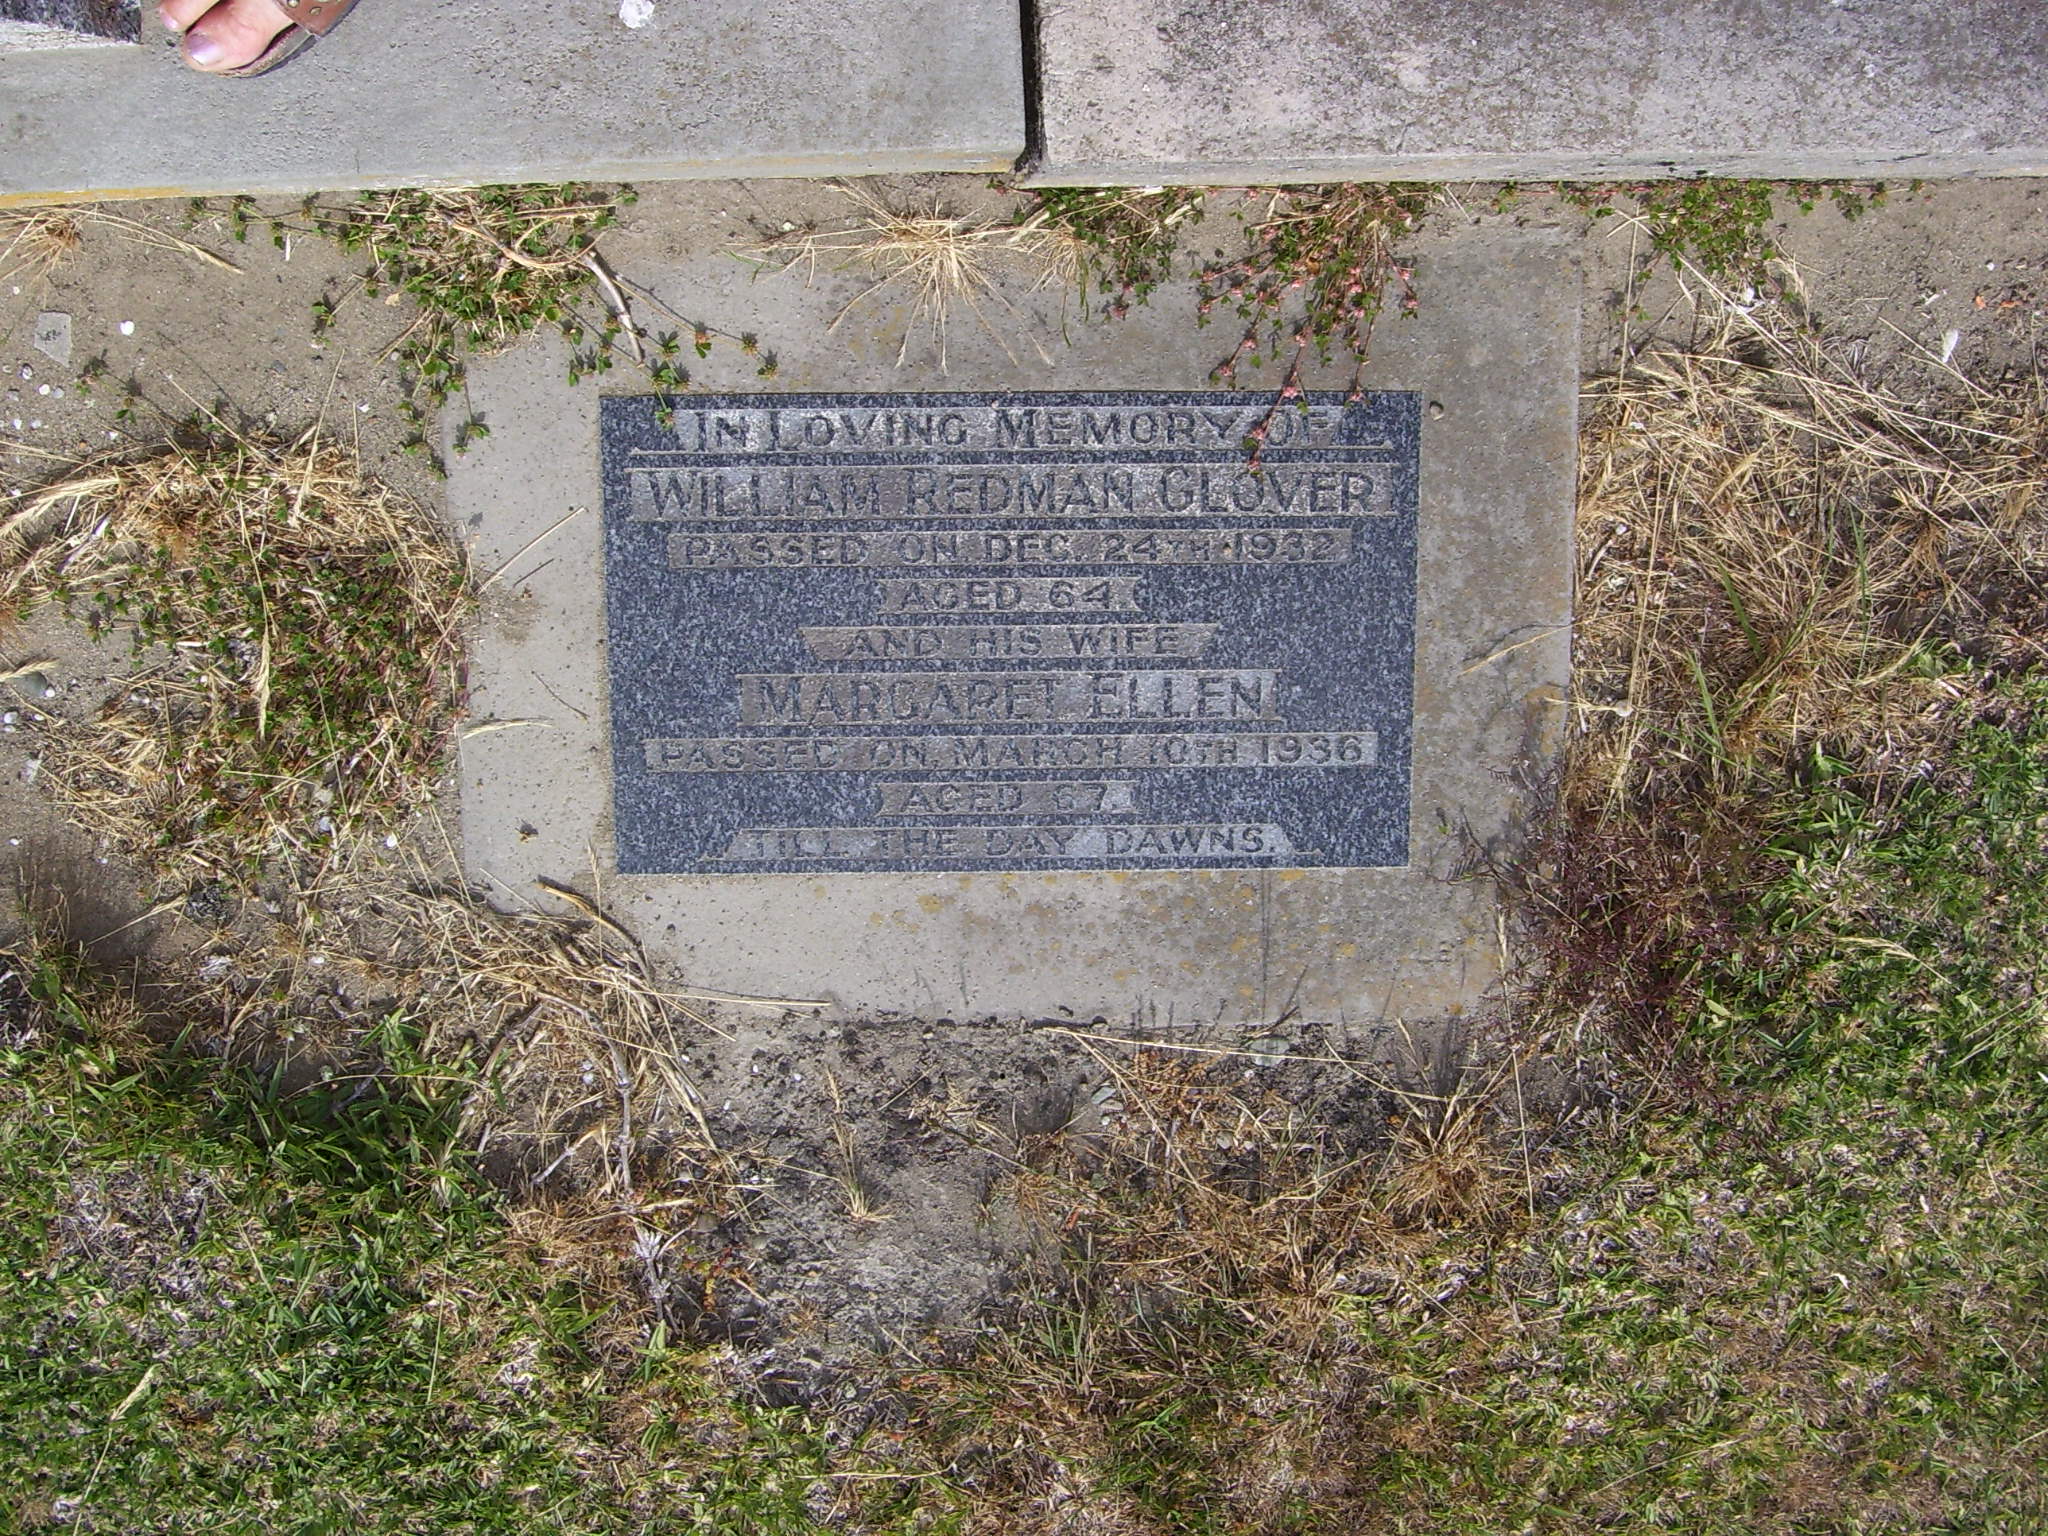 IN LOVING MEMORY OF
WILLIAM REDMAN GLOVER
PASSED ON DEC. 24TH 1932
AGED 64
AND HIS WIFE
MARGARET ELLEN
PASSED ON MARCH 10TH 1936
AGED 67
TILL THE DAY DAWNS.